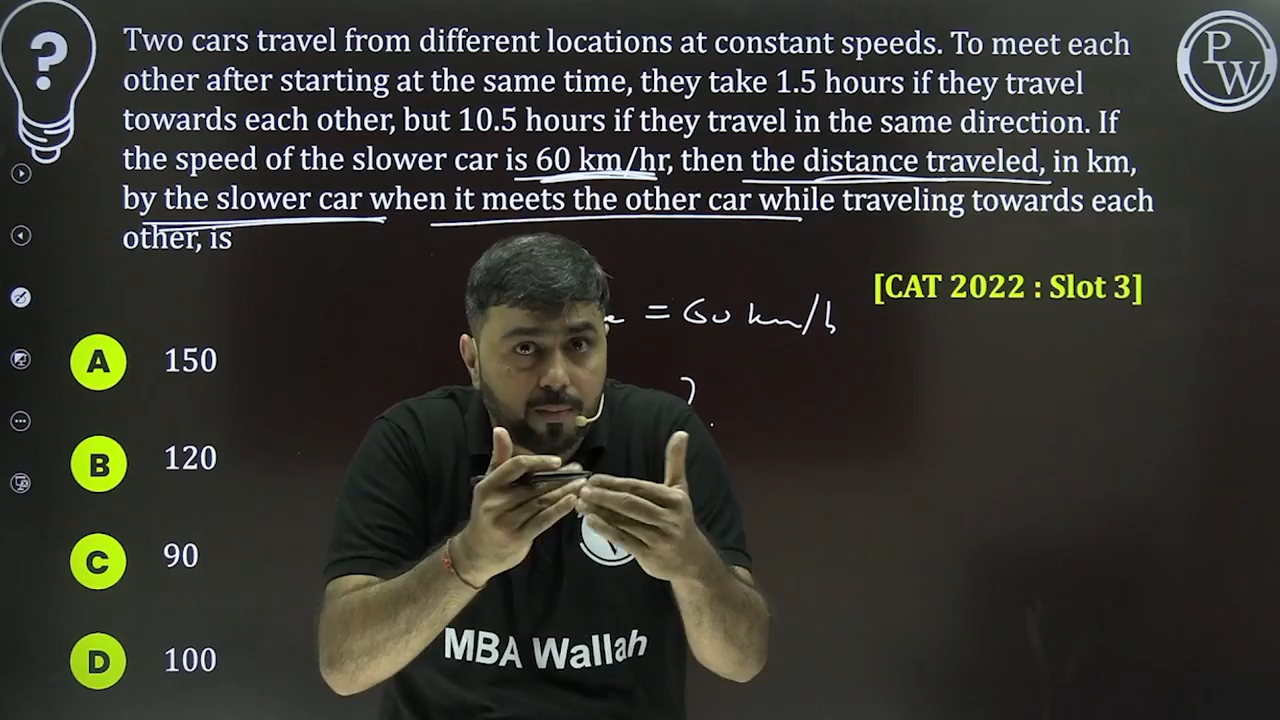 Two cars travel from different locations at constant speeds. To meet each
other after starting at the same time, they take 1.5 hours if they travel
towards each other, but 10.5 hours if they travel in the same direction. If
the speed of the slower car is 60 km/hr, then the distance traveled, in km,
by the slower car when it meets the other car while traveling towards each
other, is
[CAT 2022 : Slot 3]
= 60 km/h
?
A 150
B 120
C 90
D 100
PW
MBA Wallah